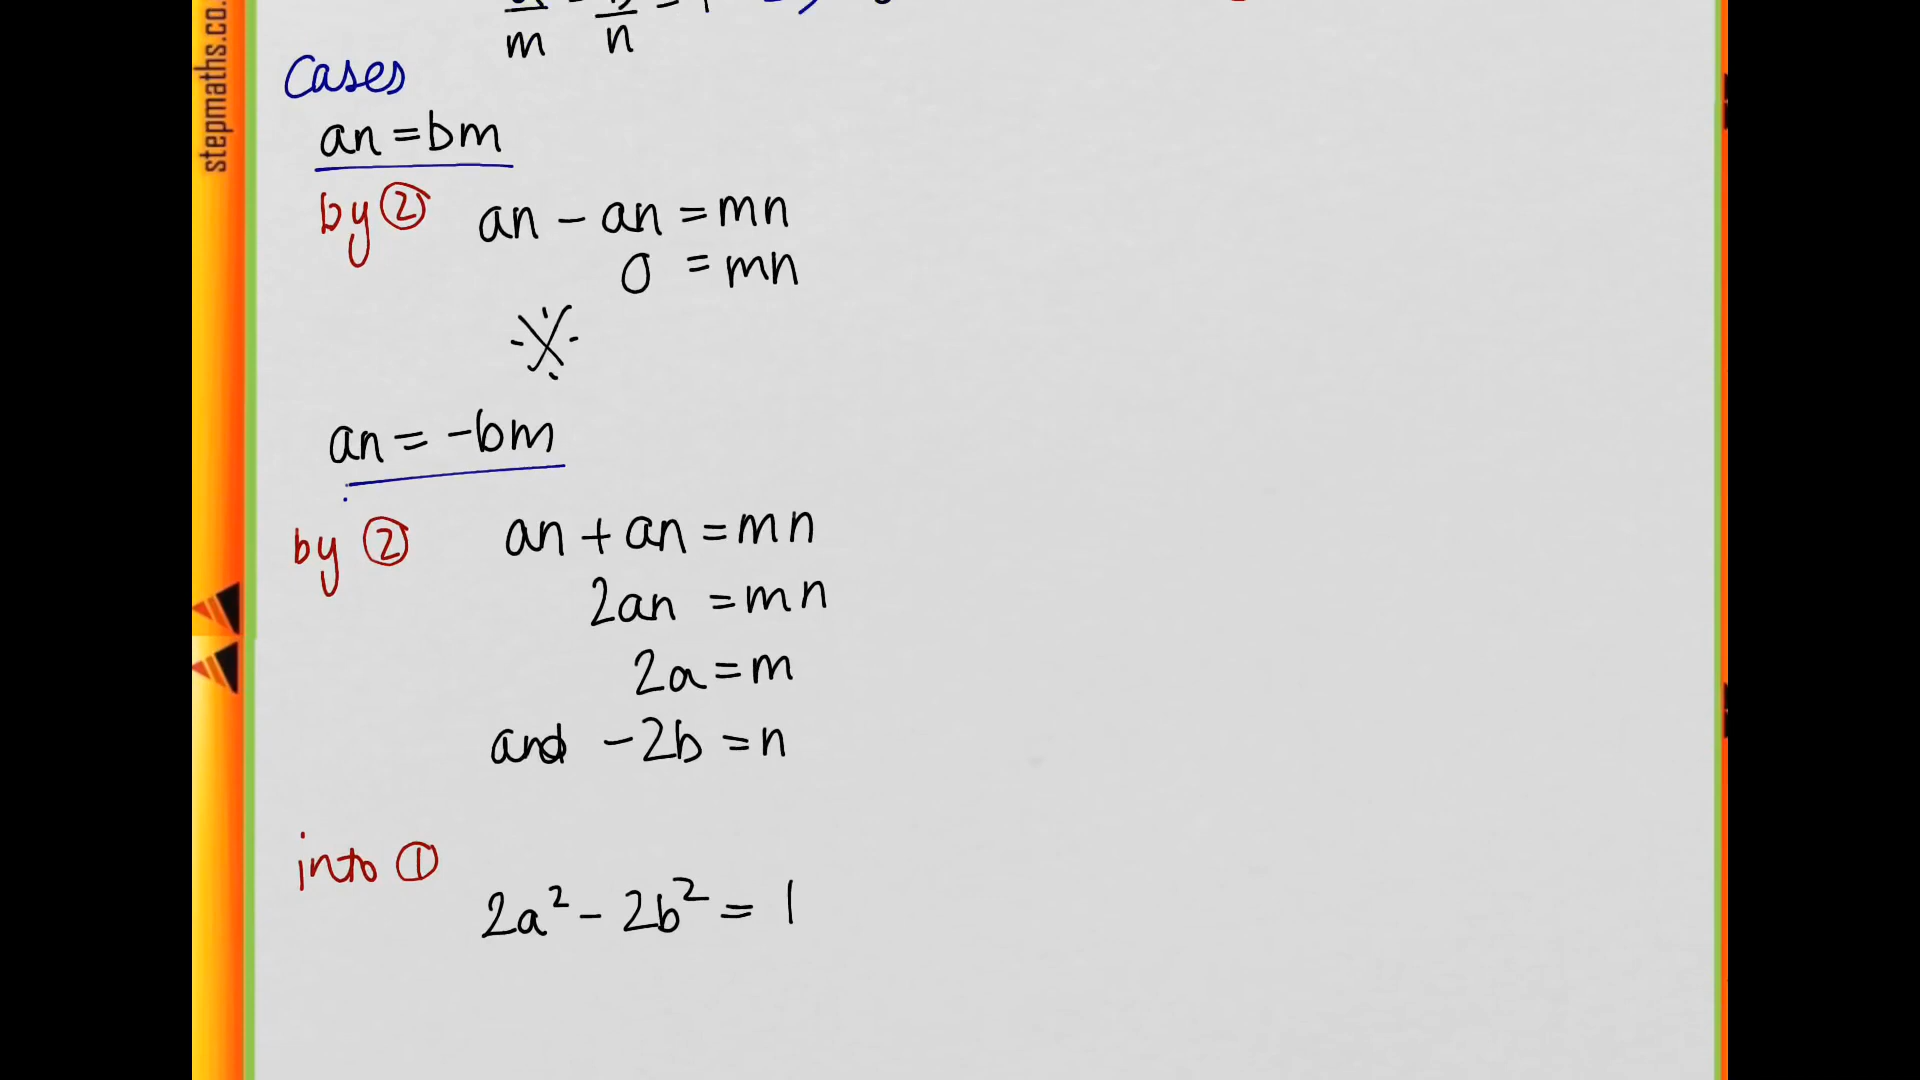 stepmaths.co.
m n
Cases
an = bm
by ② an - an = mn
0 = mn
an = -bm
by ② an + an = mn
2an = mn
2a = m
and -2b = n
into ①
2a² - 2b² = 1